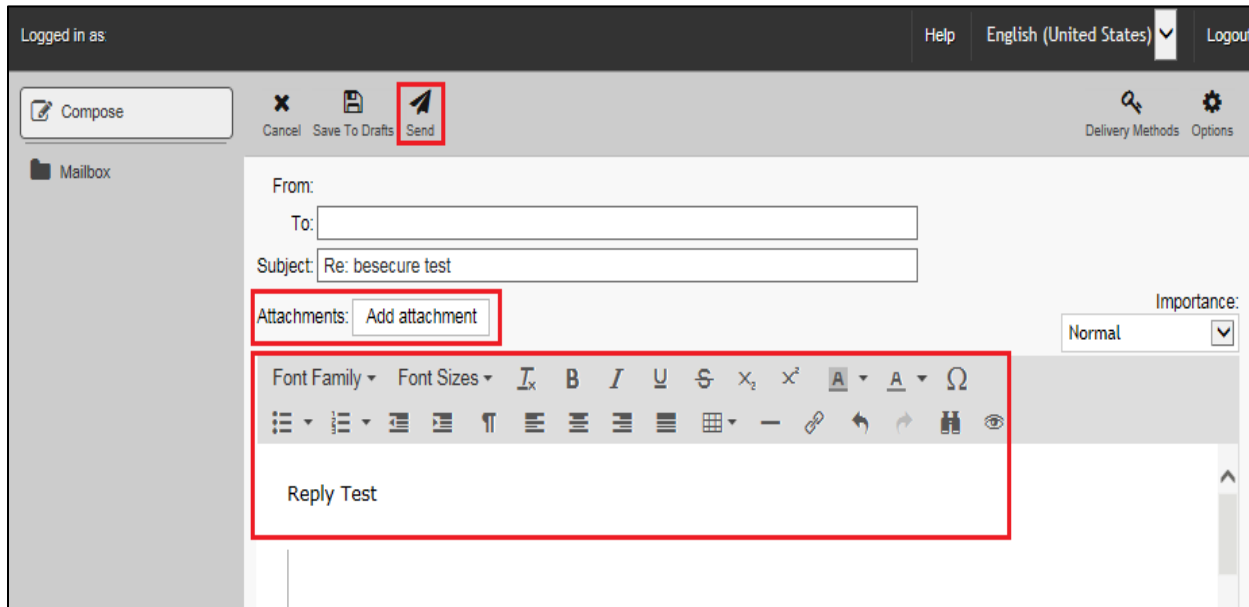 Logged in as: Help English (United States) Logout
Compose
Cancel Save To Drafts Send Delivery Methods Options
Mailbox
From:
To:
Subject: Re: besecure test
Attachments: Add attachment
Importance:
Normal
Font Family Font Sizes
Reply Test